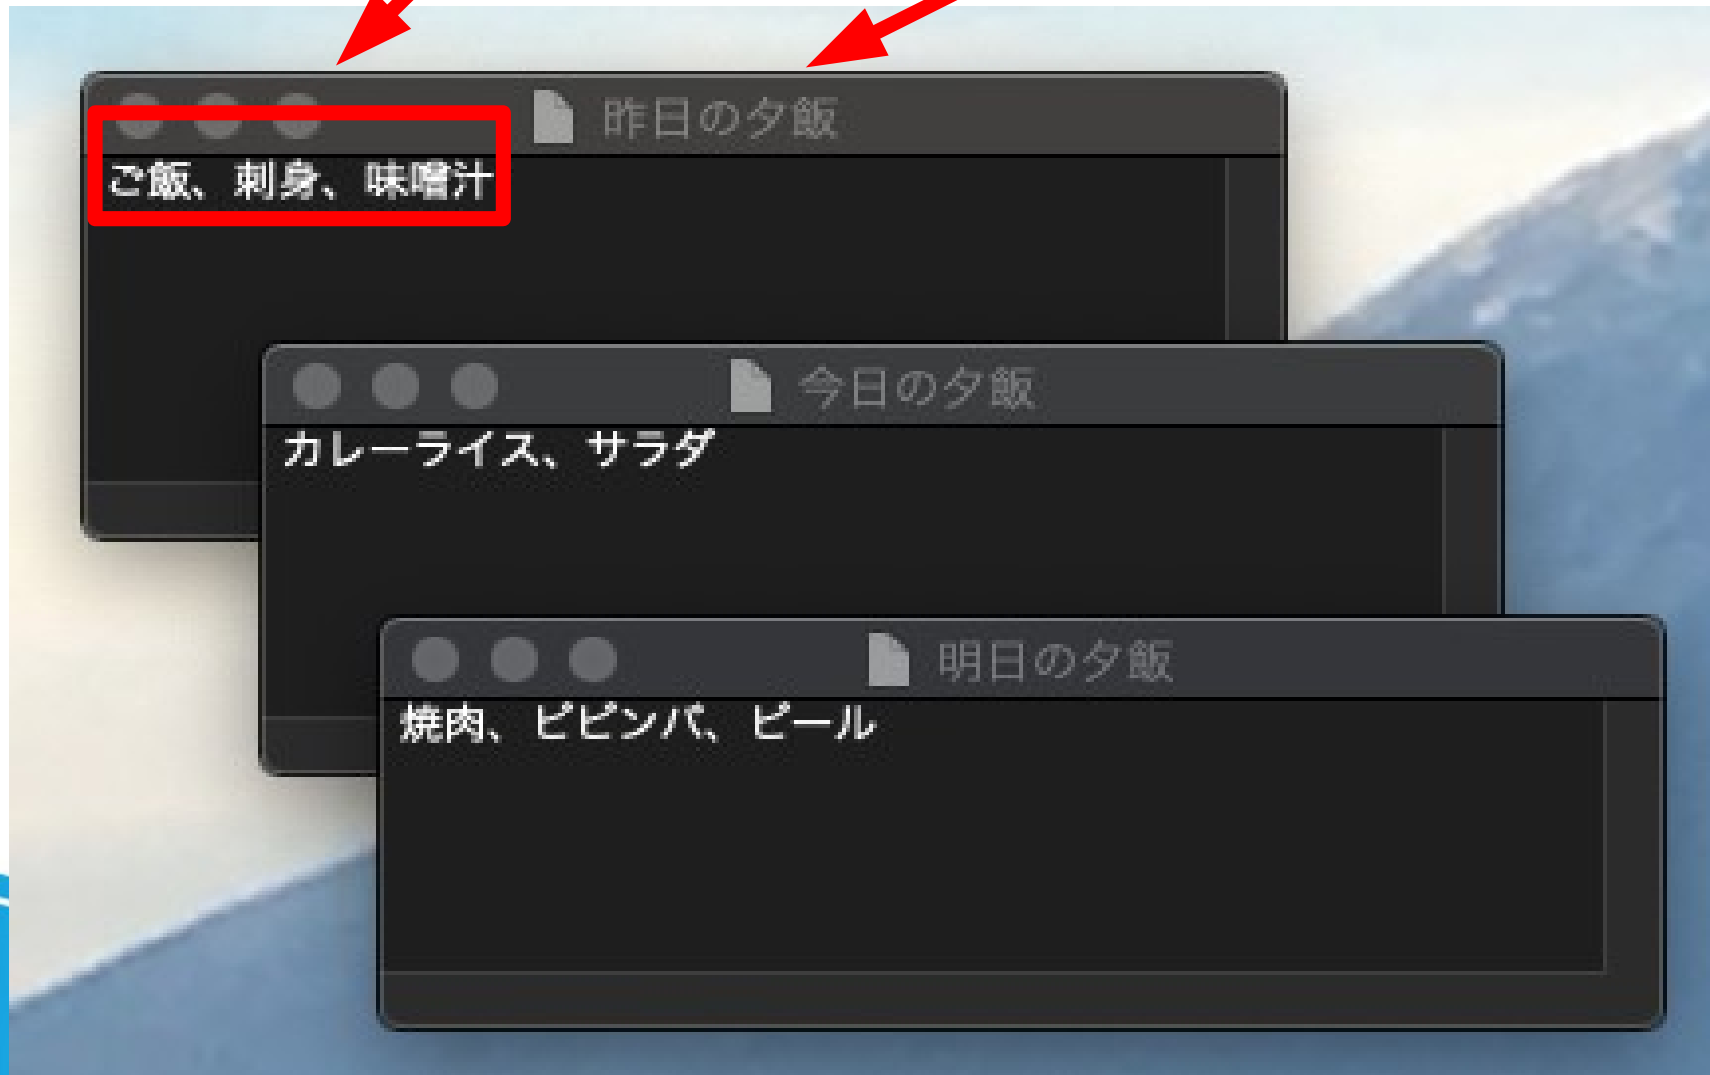 昨日の夕飯
ご飯、刺身、味噌汁
今日の夕飯
カレーライス、サラダ
明日の夕飯
焼肉、ビビンバ、ビール